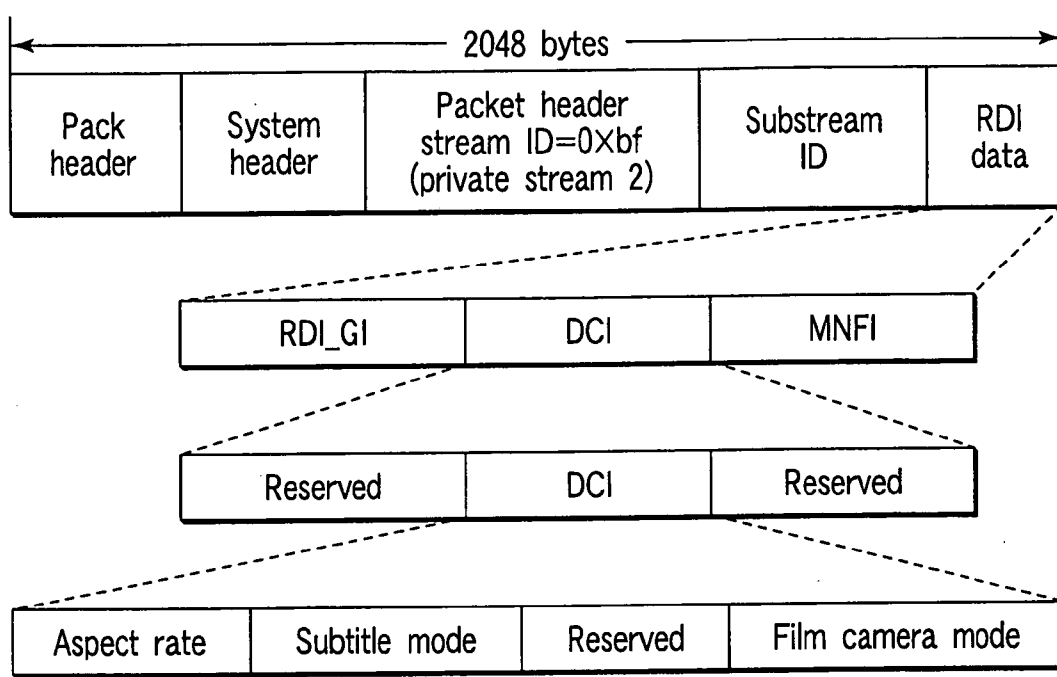 2048 bytes
Pack
header
System
header
Packet header
stream ID=0×bf
(private stream 2)
Substream
ID
RDI
data
RDI_GI
DCI
MNFI
Reserved
DCI
Reserved
Aspect rate
Subtitle mode
Reserved
Film camera mode